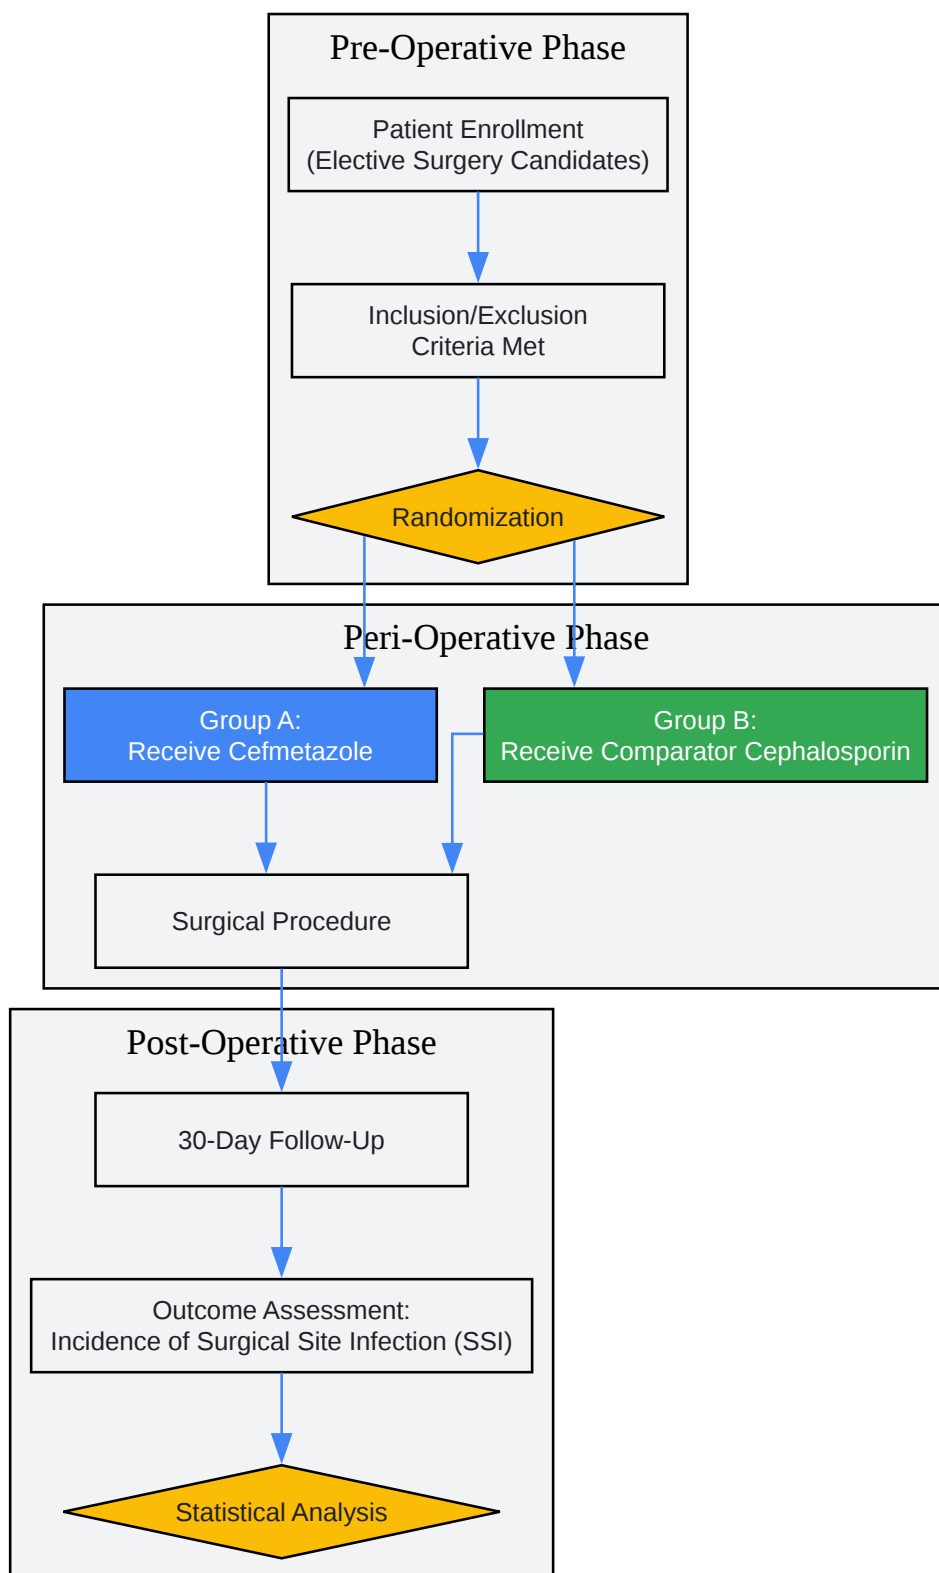 Pre-Operative Phase
Patient Enrollment
(Elective Surgery Candidates)
Inclusion/Exclusion
Criteria Met
Randomization
Peri-Operative Phase
Group A:
Receive Cefmetazole
Group B:
Receive Comparator Cephalosporin
Surgical Procedure
Post-Operative Phase
30-Day Follow-Up
Outcome Assessment:
Incidence of Surgical Site Infection (SSI)
Statistical Analysis